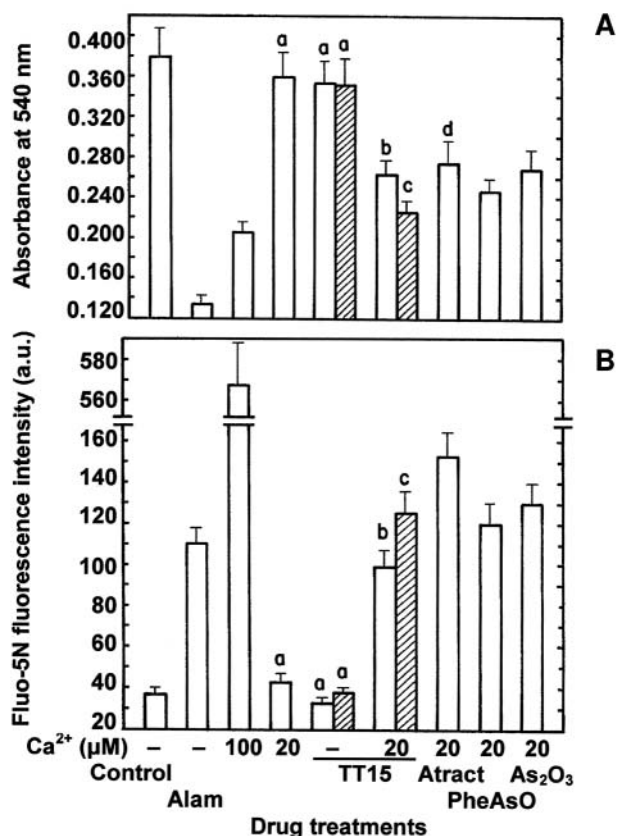 A
Absorbance at 540 nm
0.400
0.360
0.280
0.240
0.200
0.160
0.120
a
a
a
b
c
d
B
Fluo-5N fluorescence intensity (a.u.)
580
560
160
140
120
100
80
60
40
20
a
a
a
b
c
Ca²⁺ (μM) – – 100 20 – 20 20 20 20
Control TT15 Atract As₂O₃
Alam PheAsO
Drug treatments